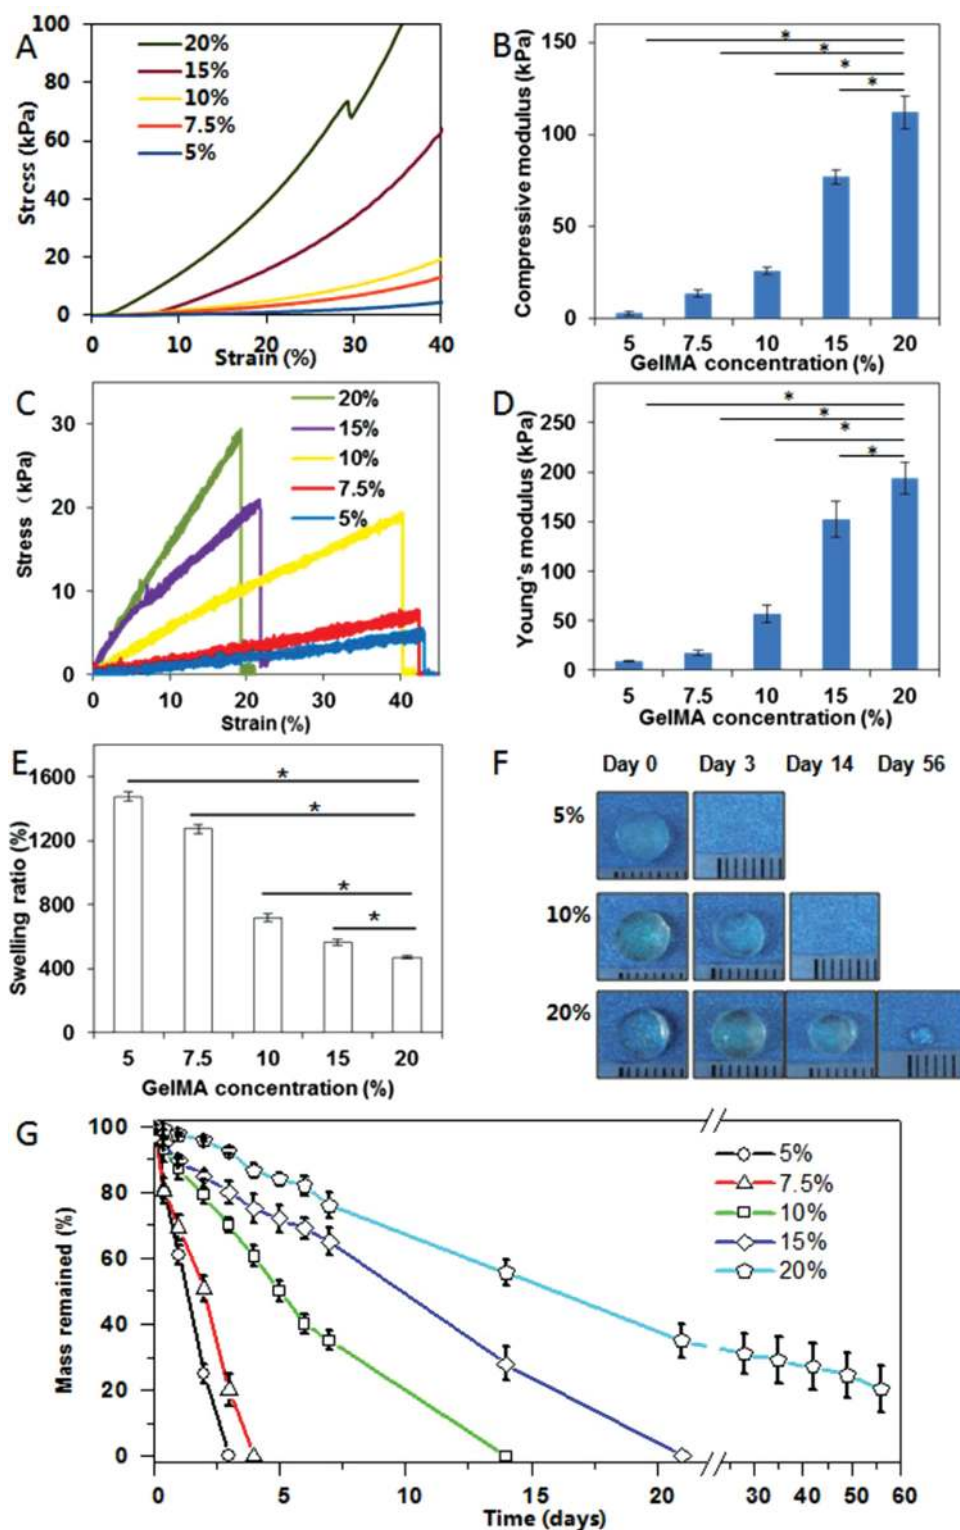 A
100
80
60
40
20
0
Stress (kPa)
20%
15%
10%
7.5%
5%
0 10 20 30 40
Strain (%)
B
150
100
50
0
Compressive modulus (kPa)
* * * *
5 7.5 10 15 20
GelMA concentration (%)
C
30
20
10
0
Stress （kPa)
20%
15%
10%
7.5%
5%
0 10 20 30 40
Strain (%)
D
250
200
150
100
50
0
Young's modulus (kPa)
* * * *
5 7.5 10 15 20
GelMA concentration (%)
E
1600
1200
800
400
0
Swelling ratio (%)
* * * *
5 7.5 10 15 20
GelMA concentration (%)
F
Day 0 Day 3 Day 14 Day 56
5%
10%
20%
G
100
80
60
40
20
0
Mass remained (%)
5%
7.5%
10%
15%
20%
0 5 10 15 20 30 40 50 60
Time (days)